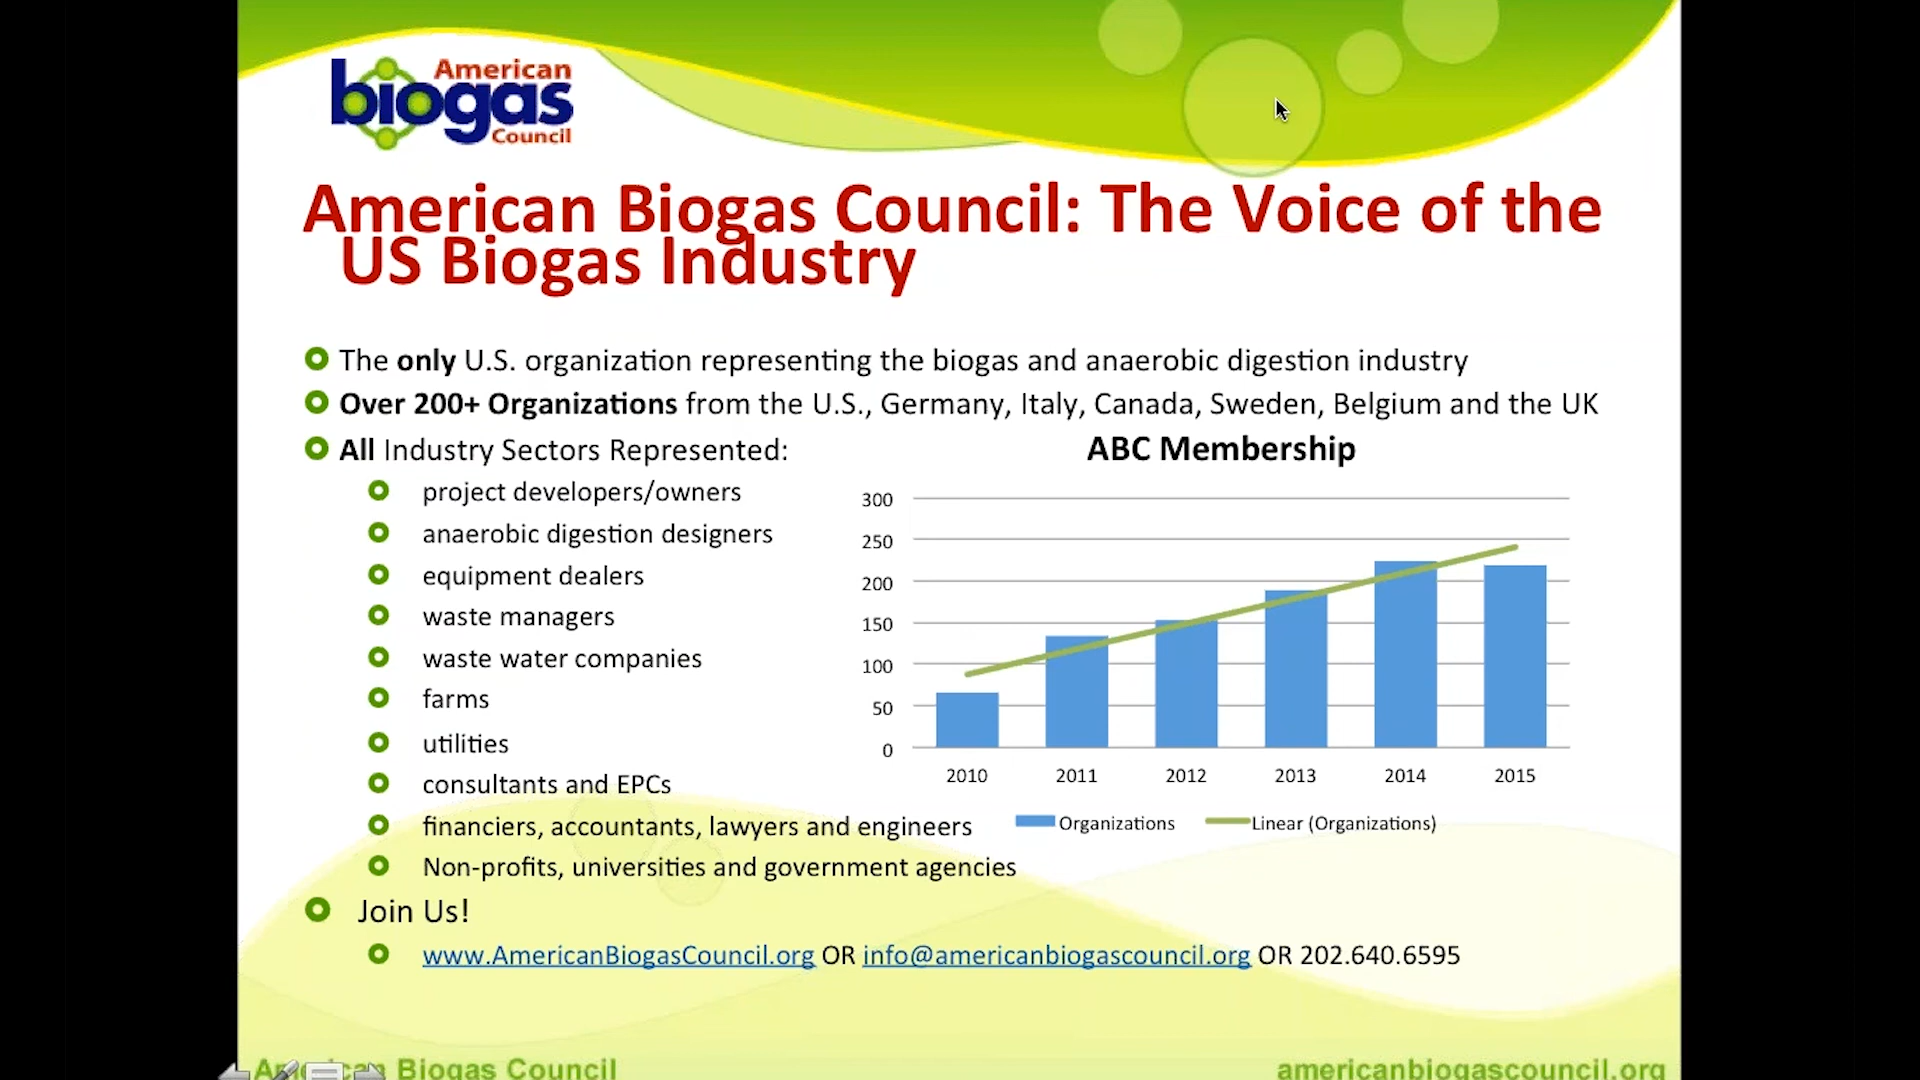 American
biogas
Council
American Biogas Council: The Voice of the
US Biogas Industry
The only U.S. organization representing the biogas and anaerobic digestion industry
Over 200+ Organizations from the U.S., Germany, Italy, Canada, Sweden, Belgium and the UK
All Industry Sectors Represented:
project developers/owners
anaerobic digestion designers
equipment dealers
waste managers
waste water companies
farms
utilities
consultants and EPCs
financiers, accountants, lawyers and engineers
Non-profits, universities and government agencies
ABC Membership
300
250
200
150
100
50
0
2010 2011 2012 2013 2014 2015
Organizations Linear (Organizations)
Join Us!
www.AmericanBiogasCouncil.org OR info@americanbiogascouncil.org OR 202.640.6595
American Biogas Council
americanbiogascouncil.org